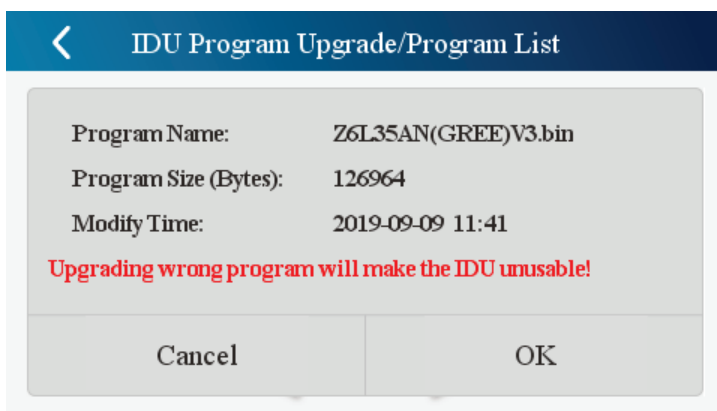 IDU Program Upgrade/Program List
Program Name: Z6L35AN(GREE)V3.bin
Program Size (Bytes): 126964
Modify Time: 2019-09-09 11:41
Upgrading wrong program will make the IDU unusable!
Cancel OK